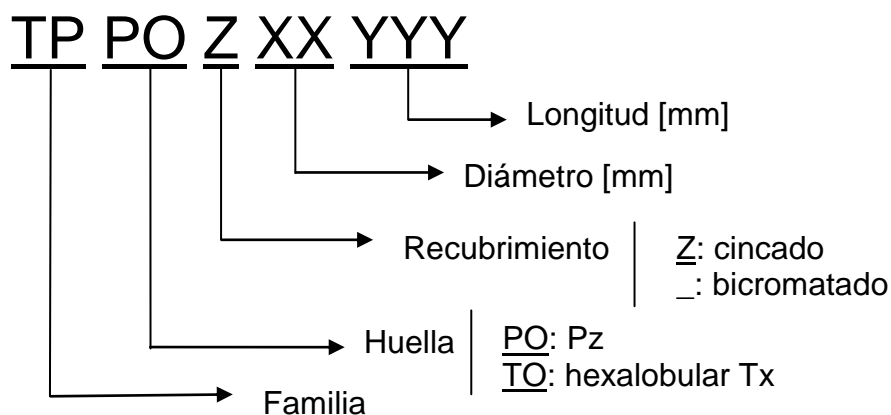 TP PO Z XX YYY
Longitud [mm]
Diámetro [mm]
Recubrimiento
Z: cincado
_: bicromatado
Huella
PO: Pz
TO: hexalobular Tx
Familia